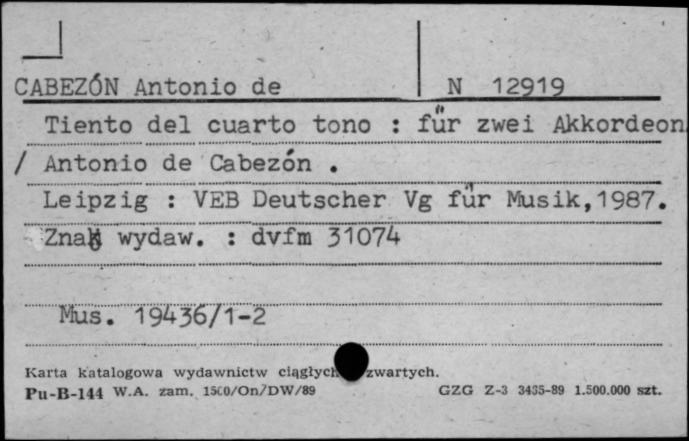 CABEZÓN Antonio de N 12919
Tiento del cuarto tono : für zwei Akkordeon
/ Antonio de Cabezón .
Leipzig : VEB Deutscher Vg für Musik,1987.
Znak wydaw. : dvfm 31074
Mus. 19436/1-2
Karta katalogowa wydawnictw ciągłych zwartych.
Pu-B-144 W.A. zam. 1500/On/DW/89 GZG Z-3 3435-89 1.500.000 szt.